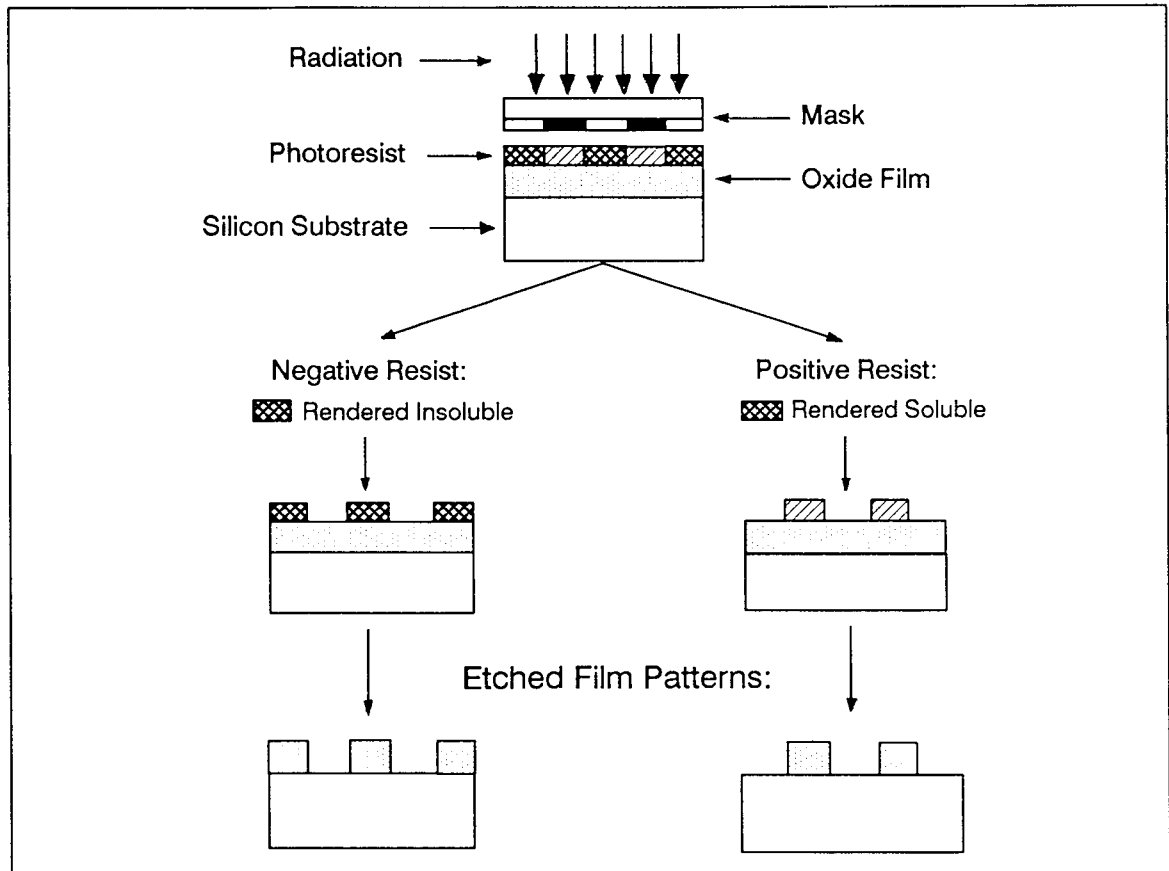 Radiation
Mask
Photoresist
Oxide Film
Silicon Substrate
Negative Resist:
Rendered Insoluble
Positive Resist:
Rendered Soluble
Etched Film Patterns: